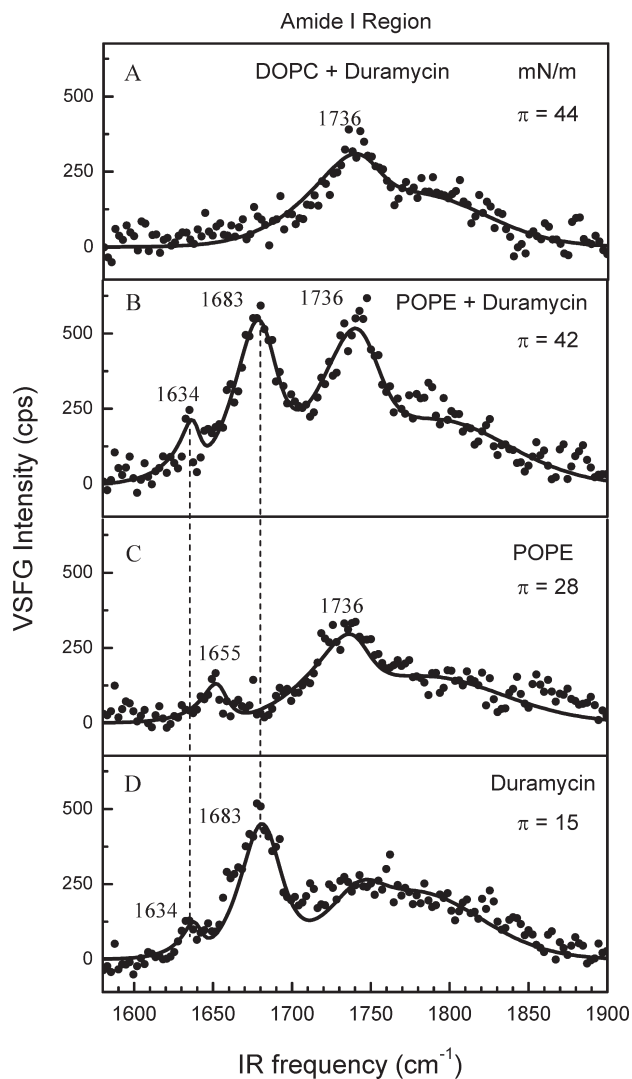 Amide I Region
A
DOPC + Duramycin
mN/m
π = 44
1736
500
250
0
B
1683
1736
POPE + Duramycin
π = 42
1634
500
250
0
C
POPE
π = 28
1736
1655
500
250
0
D
Duramycin
π = 15
1683
1634
500
250
0
VSFG Intensity (cps)
1600 1650 1700 1750 1800 1850 1900
IR frequency (cm⁻¹)